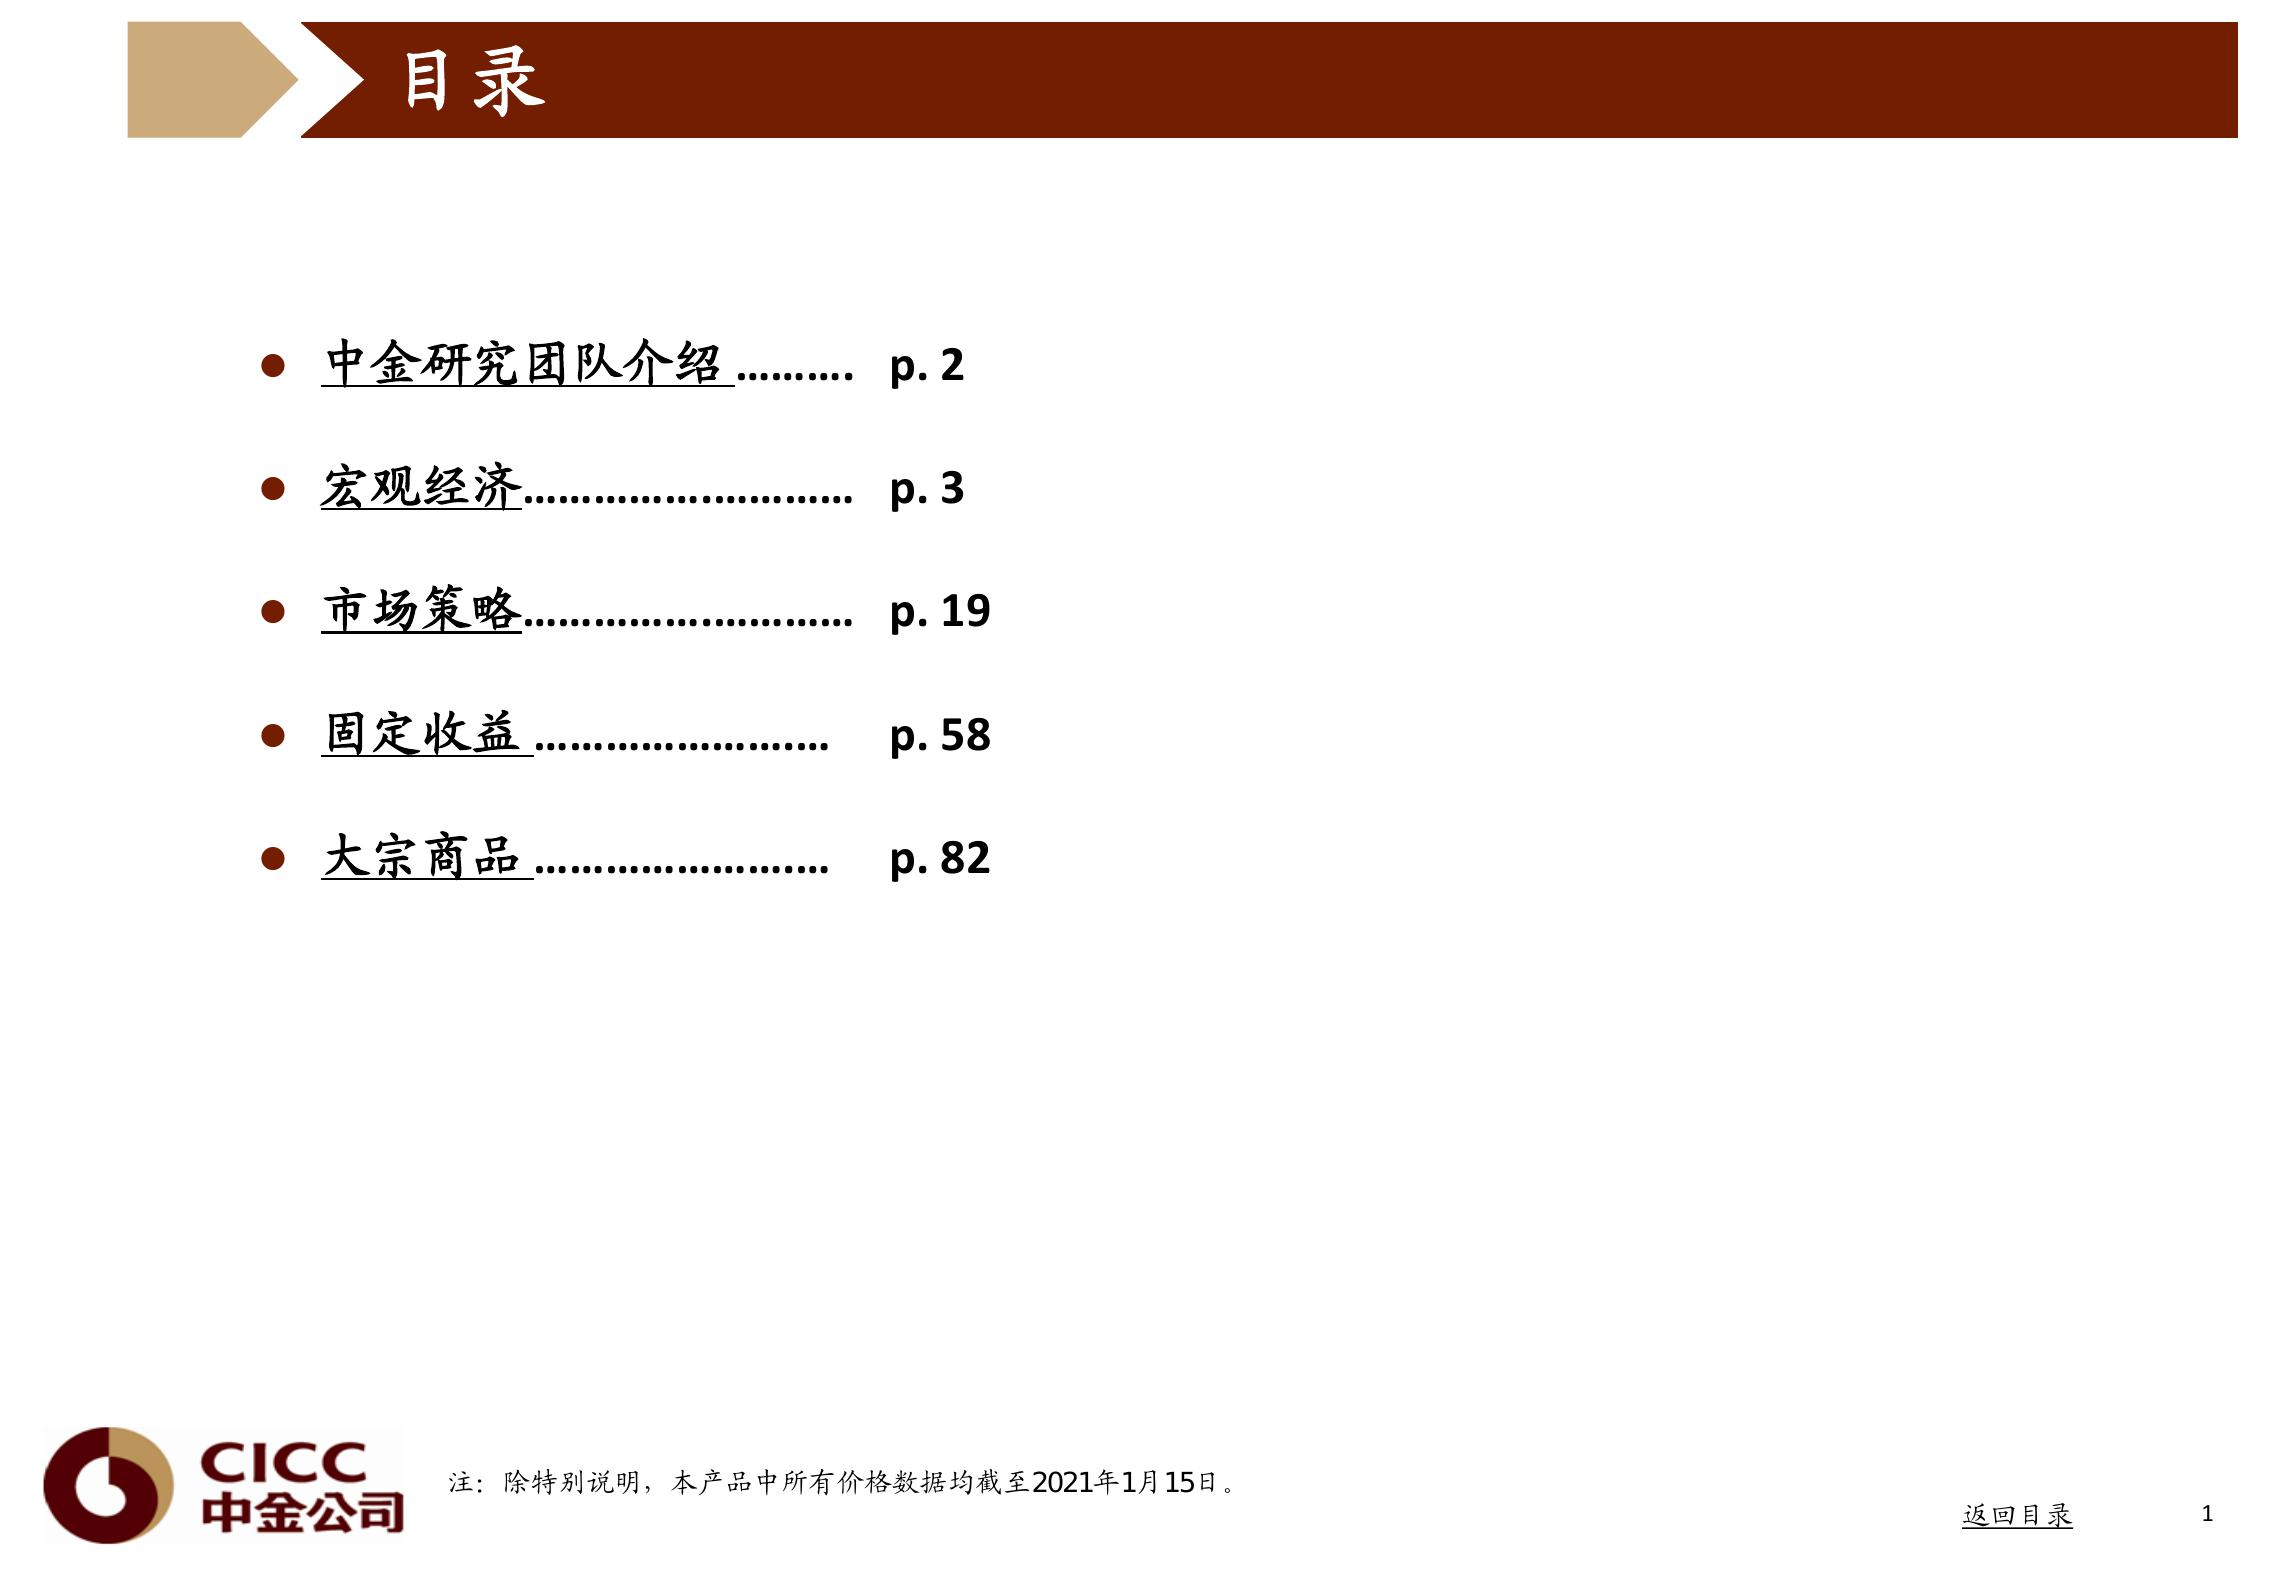 目录
中金研究团队介绍 ………. p. 2
宏观经济………………………. p. 3
市场策略………………………. p. 19
固定收益 ……………………. p. 58
大宗商品 ……………………. p. 82
CICC
中金公司
注：除特别说明，本产品中所有价格数据均截至2021年1月15日。
返回目录 1